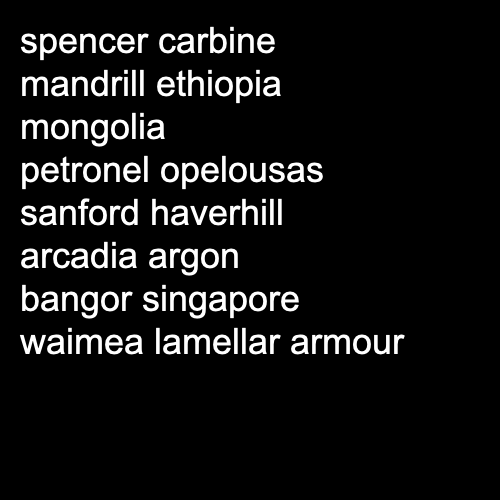 spencer carbine
mandrill ethiopia
mongolia
petronel opelousas
sanford haverhill
arcadia argon
bangor singapore
waimea lamellar armour